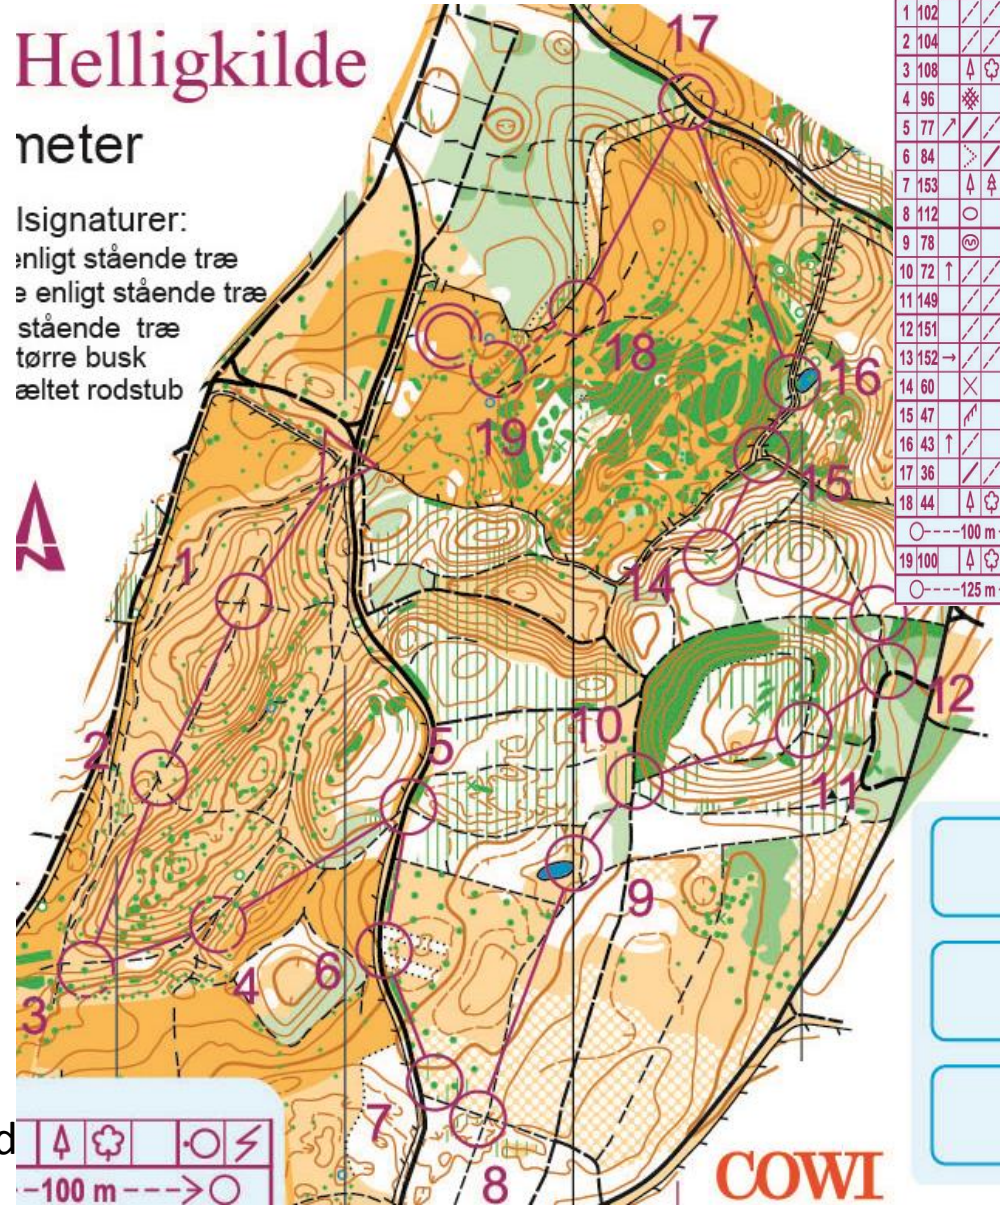 Helligkilde
meter
lsignaturer:
enligt stående træ
e enligt stående træ
stående træ
tørre busk
æltet rodstub
1 102
2 104
3 108
4 96
5 77
6 84
7 153
8 112
9 78
10 72
11 149
12 151
13 152
14 60
15 47
16 43
17 36
18 44
100 m
19 100
125 m
17
18
16
19
15
1
14
2
5
10
12
11
9
4
6
3
7
8
d
100 m
COWI